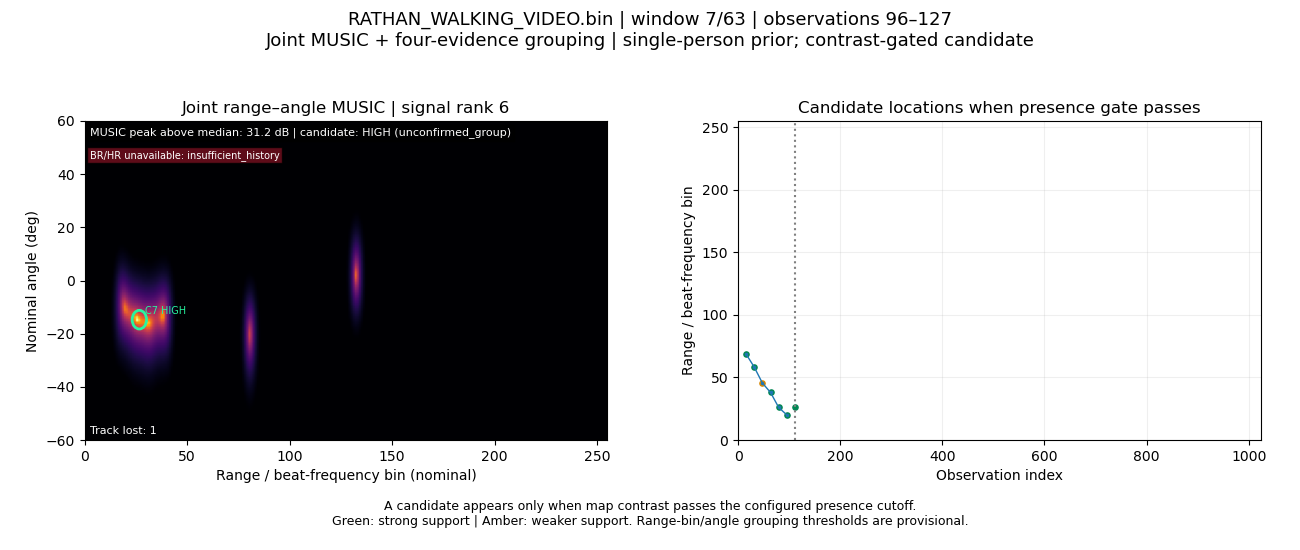 RATHAN_WALKING_VIDEO.bin | window 7/63 | observations 96–127
Joint MUSIC + four-evidence grouping | single-person prior; contrast-gated candidate
Joint range–angle MUSIC | signal rank 6
MUSIC peak above median: 31.2 dB | candidate: HIGH (unconfirmed_group)
BR/HR unavailable: insufficient_history
C7 HIGH
Track lost: 1
60
40
20
0
−20
−40
−60
Nominal angle (deg)
0
50
100
150
200
250
Range / beat-frequency bin (nominal)
Candidate locations when presence gate passes
250
200
150
100
50
0
Range / beat-frequency bin
0
200
400
600
800
1000
Observation index
A candidate appears only when map contrast passes the configured presence cutoff.
Green: strong support | Amber: weaker support. Range-bin/angle grouping thresholds are provisional.